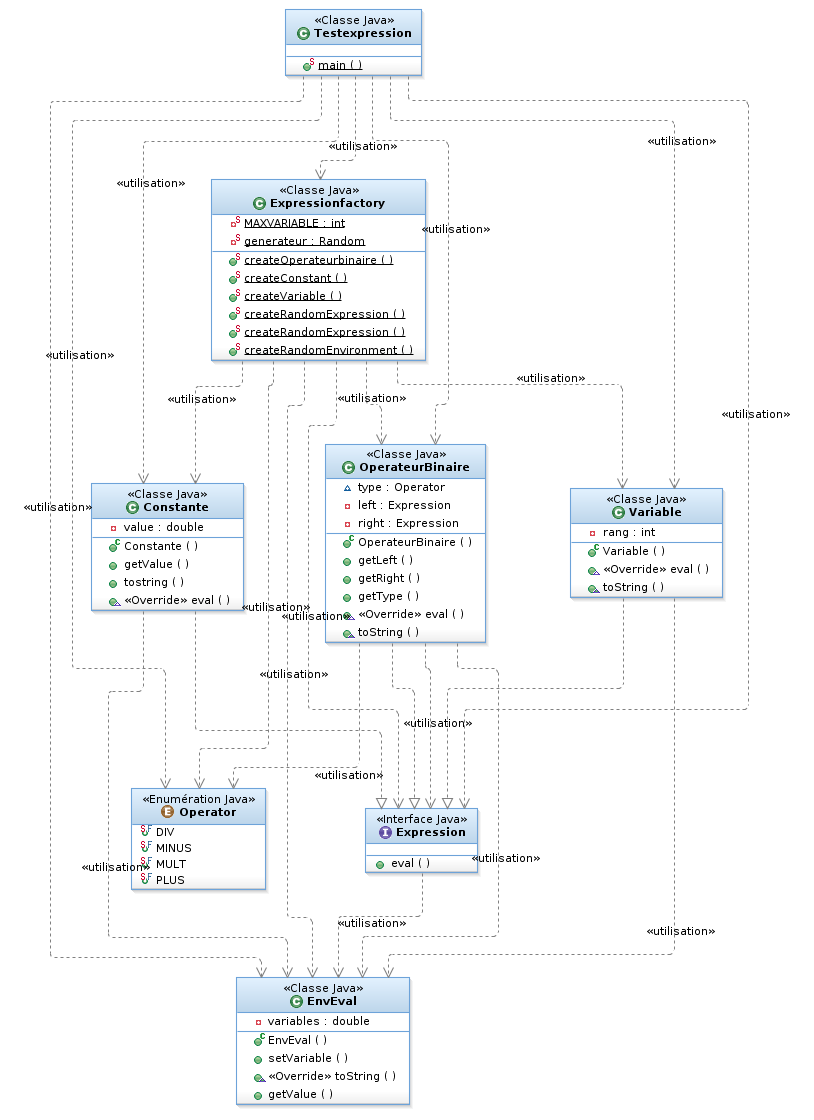 «Classe Java»
C Testexpression
S main ( )
«utilisation»
«utilisation»
«utilisation»
«Classe Java»
C Expressionfactory
S MAXVARIABLE : int
S generateur : Random
S createOperateurbinaire ( )
S createConstant ( )
S createVariable ( )
S createRandomExpression ( )
S createRandomExpression ( )
S createRandomEnvironment ( )
«utilisation»
«utilisation»
«utilisation»
«utilisation»
«utilisation»
«utilisation»
«utilisation»
«Classe Java»
C Constante
value : double
C Constante ( )
getValue ( )
tostring ( )
«Override» eval ( )
«Classe Java»
C OperateurBinaire
type : Operator
left : Expression
right : Expression
C OperateurBinaire ( )
getLeft ( )
getRight ( )
getType ( )
«Override» eval ( )
toString ( )
«Classe Java»
C Variable
rang : int
C Variable ( )
«Override» eval ( )
toString ( )
«utilisation»
«utilisation»
«utilisation»
«utilisation»
«utilisation»
«Enumération Java»
E Operator
S F DIV
S F MINUS
S F MULT
S F PLUS
«Interface Java»
I Expression
eval ( )
«utilisation»
«utilisation»
«utilisation»
«utilisation»
«Classe Java»
C EnvEval
variables : double
C EnvEval ( )
setVariable ( )
«Override» toString ( )
getValue ( )